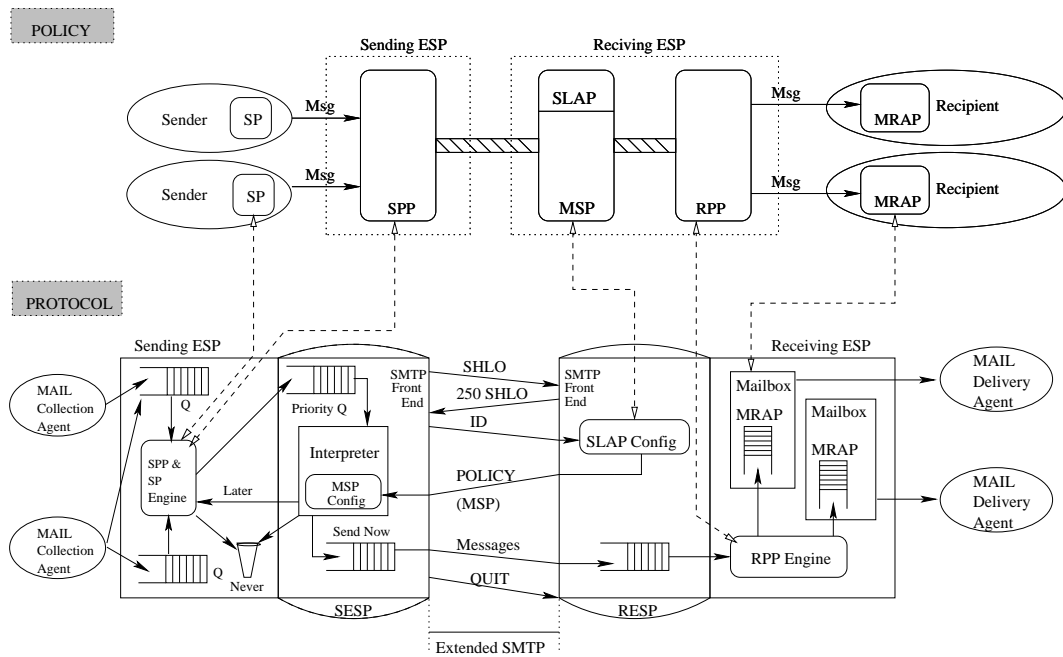 POLICY
Sending ESP
Reciving ESP
Sender
SP
Msg
SLAP
Msg
MRAP
Recipient
Sender
SP
Msg
SPP
MSP
RPP
Msg
MRAP
Recipient
PROTOCOL
Sending ESP
Receiving ESP
MAIL
Collection
Agent
Q
Priority Q
SMTP
Front
End
SHLO
250 SHLO
ID
SMTP
Front
End
SLAP Config
Mailbox
MRAP
Mailbox
MRAP
MAIL
Delivery
Agent
SPP &
SP
Engine
Interpreter
MSP
Config
Later
POLICY
(MSP)
MAIL
Delivery
Agent
MAIL
Collection
Agent
Q
Never
Send Now
Messages
QUIT
RPP Engine
SESP
RESP
Extended SMTP